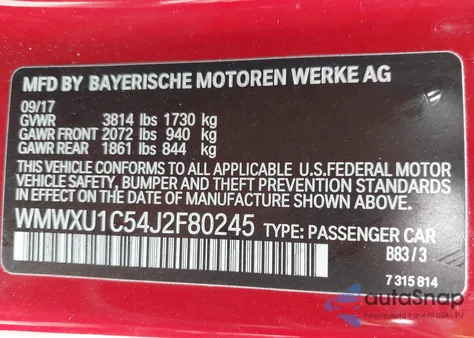 MFD BY BAYERISCHE MOTOREN WERKE AG
09/17
GVWR 3814 lbs 1730 kg
GAWR FRONT 2072 lbs 940 kg
GAWR REAR 1861 lbs 844 kg
THIS VEHICLE CONFORMS TO ALL APPLICABLE U.S.FEDERAL MOTOR
VEHICLE SAFETY, BUMPER AND THEFT PREVENTION STANDARDS
IN EFFECT ON THE DATE OF MANUFACTURE SHOWN ABOVE.
WMWXU1C54J2F80245 TYPE: PASSENGER CAR
B83 / 3
7 315 814
autoSnap